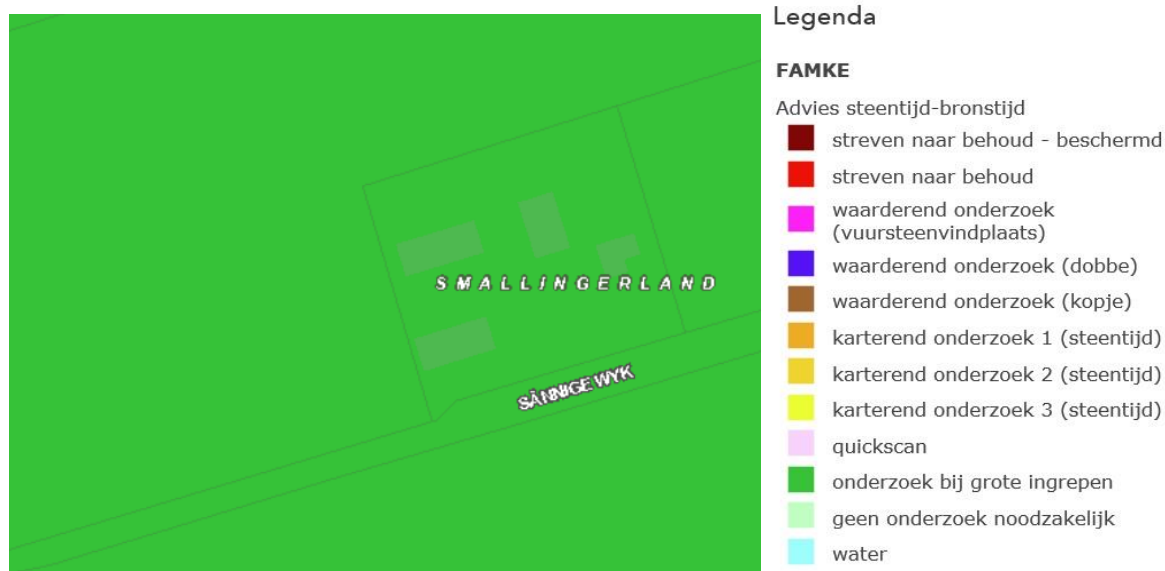 SMALLINGERLAND
SÂNNIGE WYK
Legenda
FAMKE
Advies steentijd-bronstijd
streven naar behoud - beschermd
streven naar behoud
waarderend onderzoek
(vuursteenvindplaats)
waarderend onderzoek (dobbe)
waarderend onderzoek (kopje)
karterend onderzoek 1 (steentijd)
karterend onderzoek 2 (steentijd)
karterend onderzoek 3 (steentijd)
quickscan
onderzoek bij grote ingrepen
geen onderzoek noodzakelijk
water